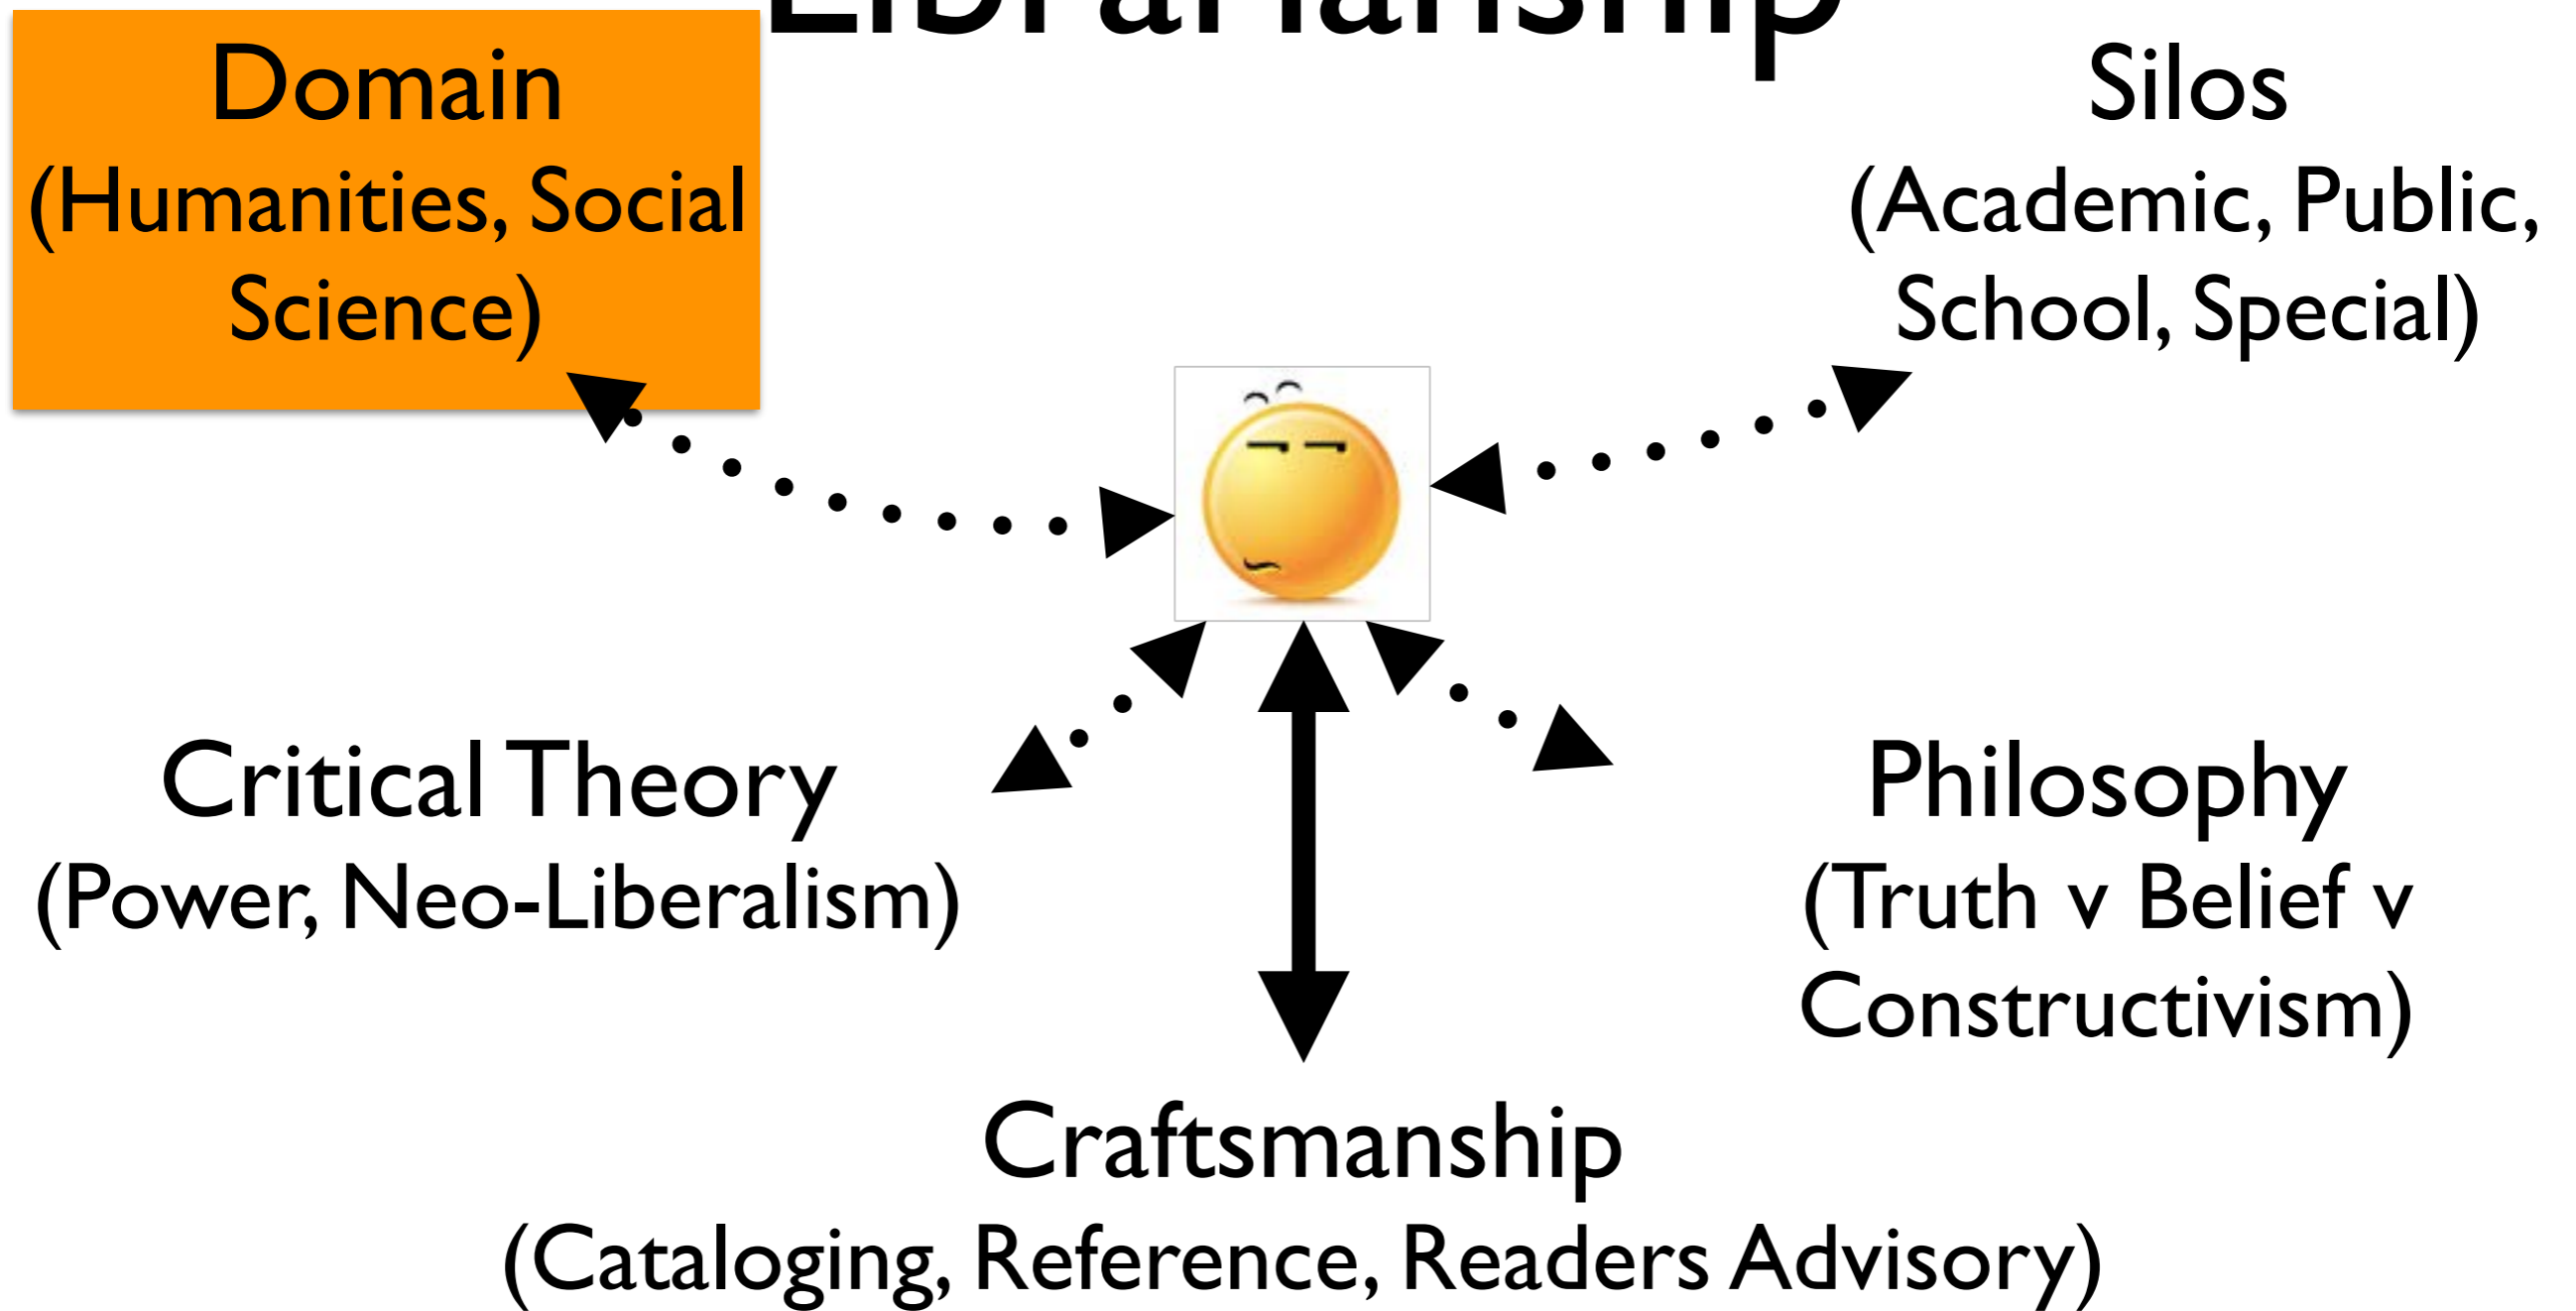 Librarianship
Domain
(Humanities, Social
Science)
Silos
(Academic, Public,
School, Special)
Critical Theory
(Power, Neo-Liberalism)
Philosophy
(Truth v Belief v
Constructivism)
Craftsmanship
(Cataloging, Reference, Readers Advisory)